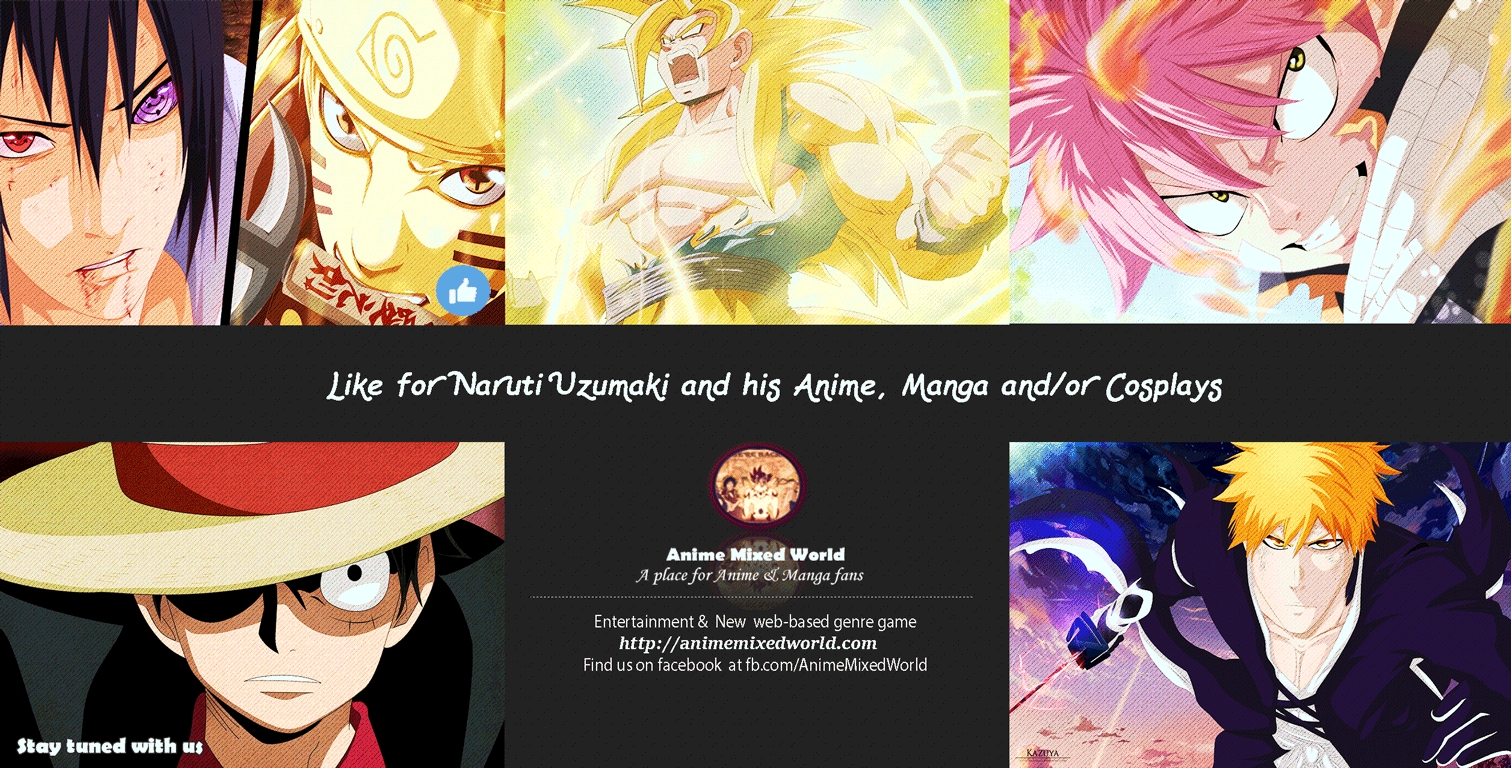 Like for Naruti Uzumaki and his Anime, Manga and/or Cosplays
Anime Mixed World
A place for Anime & Manga fans
Entertainment & New web-based genre game
http://animemixedworld.com
Find us on facebook at fb.com/AnimeMixedWorld
Stay tuned with us
KAZUYA